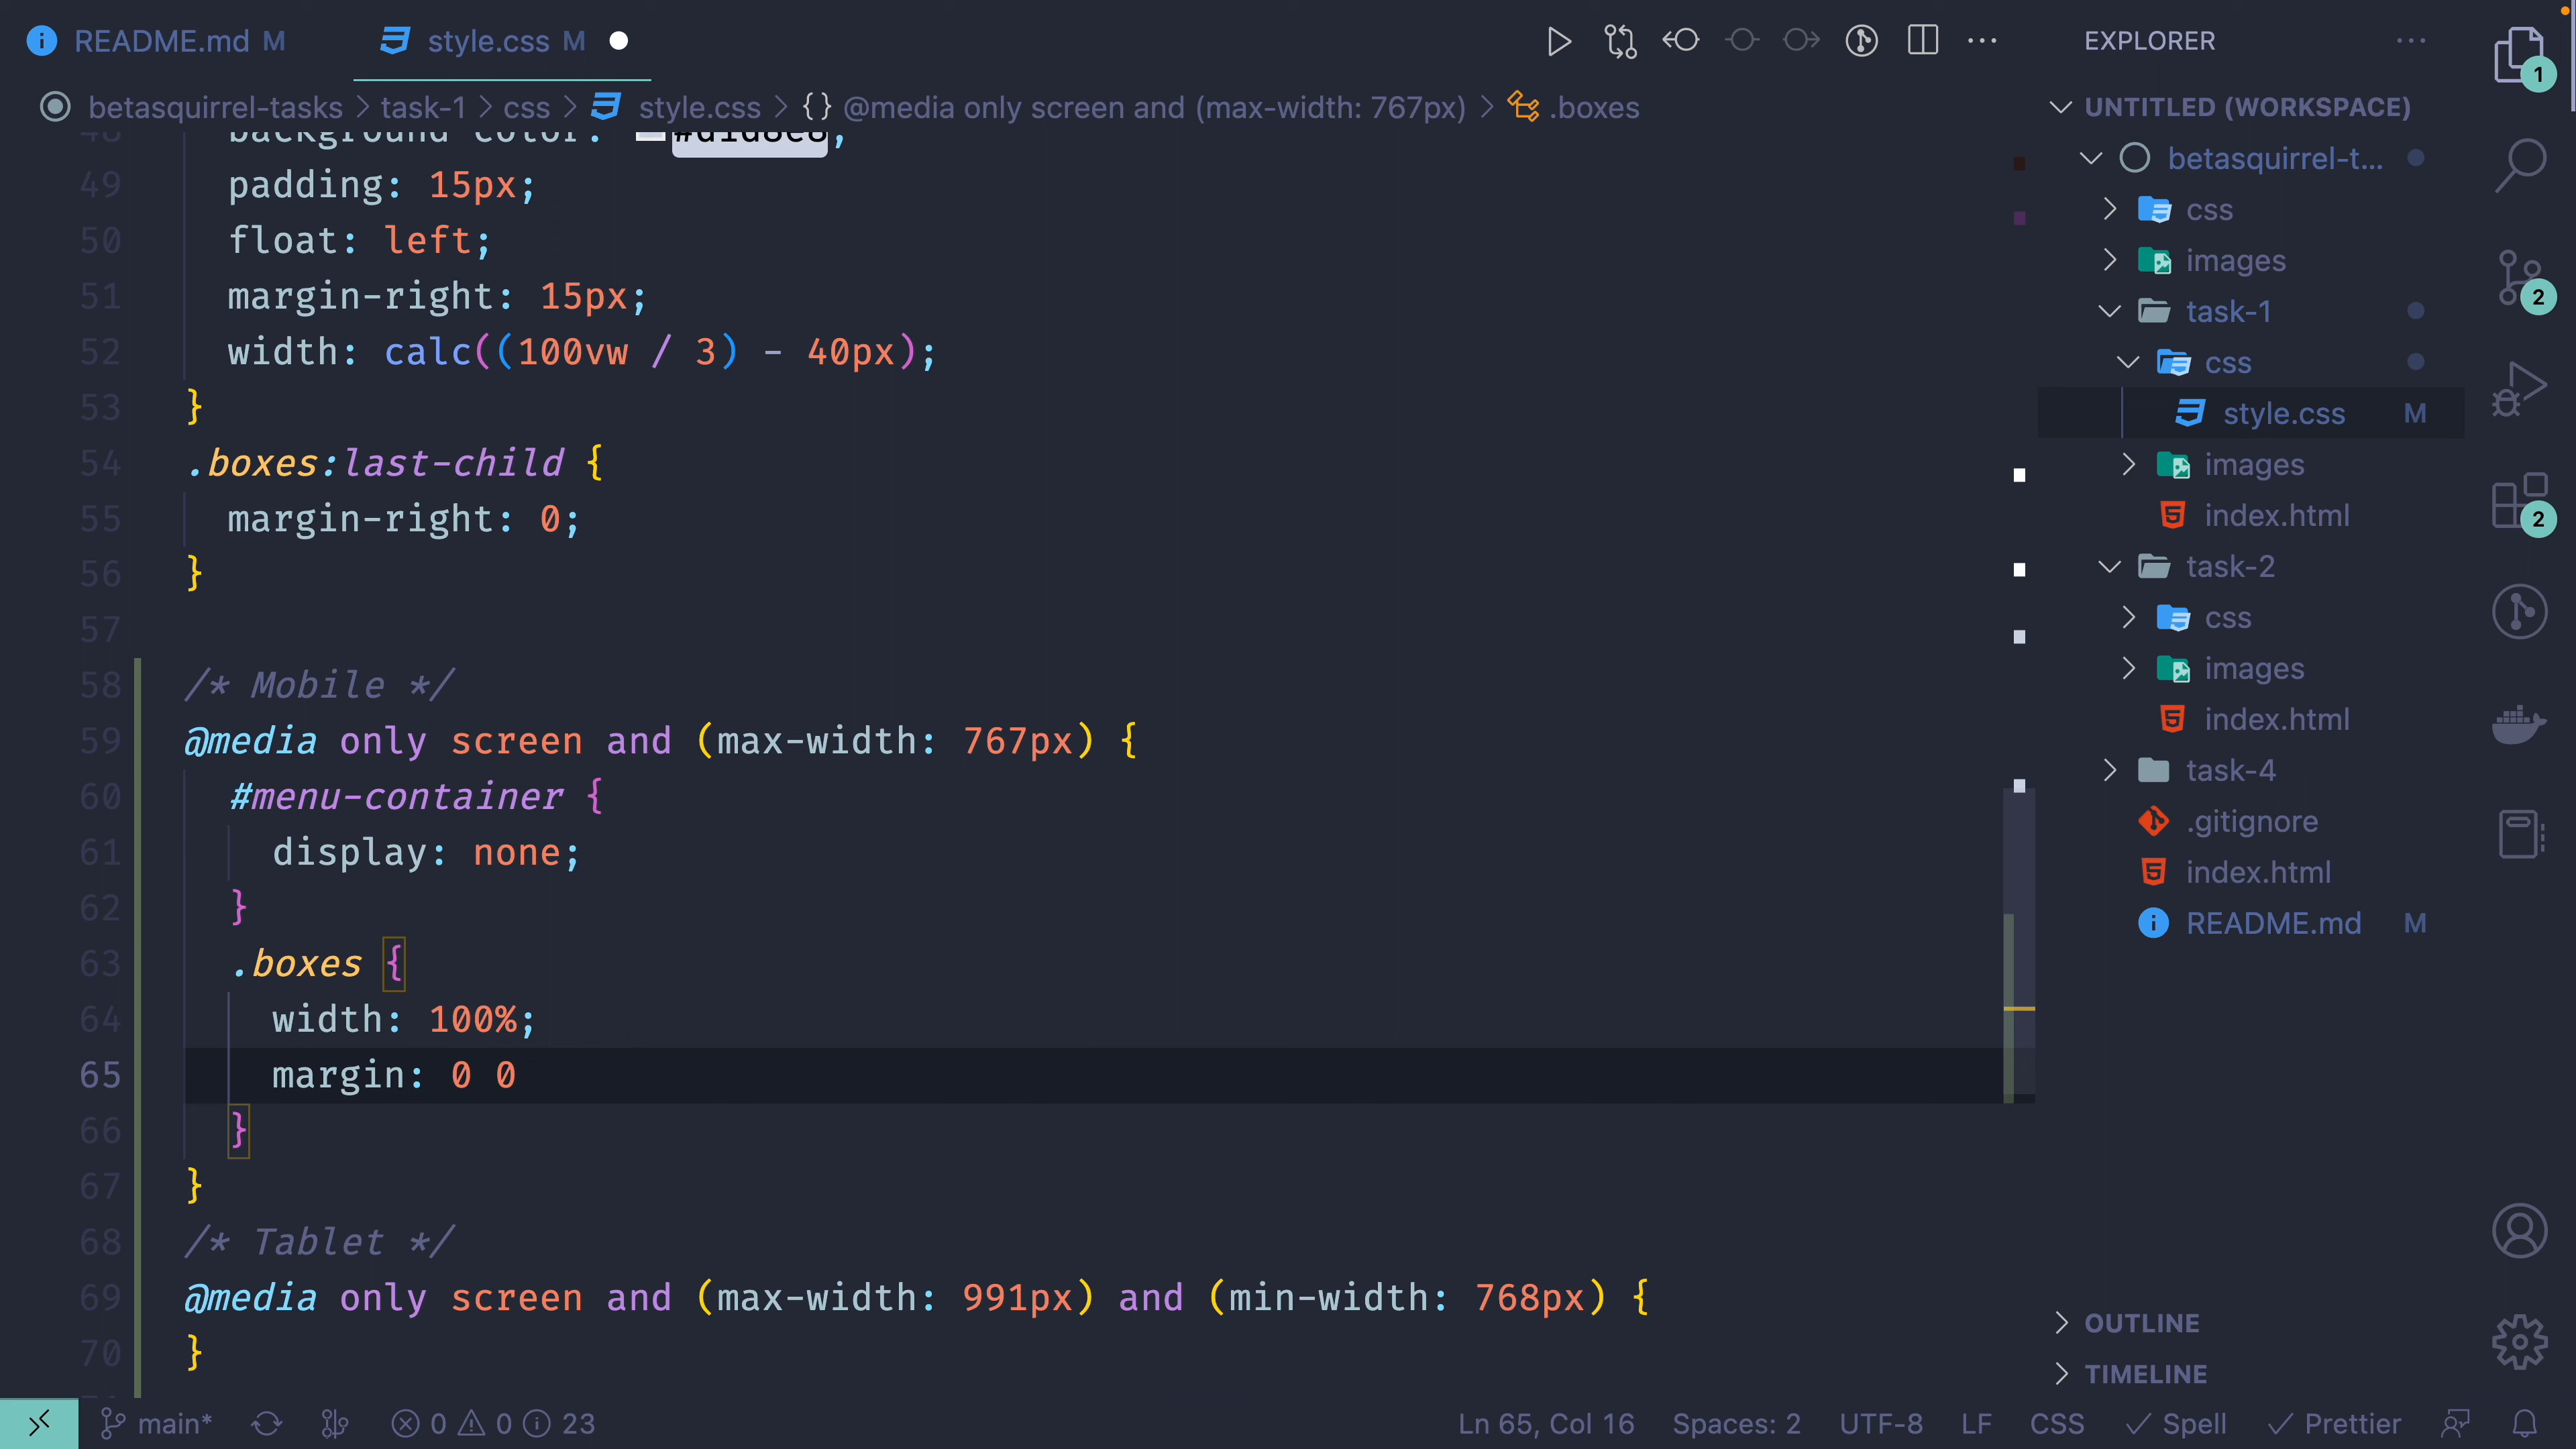 README.md M
style.css M
EXPLORER
betasquirrel-tasks > task-1 > css > style.css > {} @media only screen and (max-width: 767px) > .boxes
48 background-color: #d1d8e8;
49 padding: 15px;
50 float: left;
51 margin-right: 15px;
52 width: calc((100vw / 3) - 40px);
53 }
54 .boxes:last-child {
55 margin-right: 0;
56 }
57
58 /* Mobile */
59 @media only screen and (max-width: 767px) {
60 #menu-container {
61 display: none;
62 }
63 .boxes {
64 width: 100%;
65 margin: 0 0
66 }
67 }
68 /* Tablet */
69 @media only screen and (max-width: 991px) and (min-width: 768px) {
70 }
UNTITLED (WORKSPACE)
betasquirrel-t...
css
images
task-1
css
style.css M
images
index.html
task-2
css
images
index.html
task-4
.gitignore
index.html
README.md M
OUTLINE
TIMELINE
1
2
2
main* 0 0 23
Ln 65, Col 16 Spaces: 2 UTF-8 LF CSS Spell Prettier